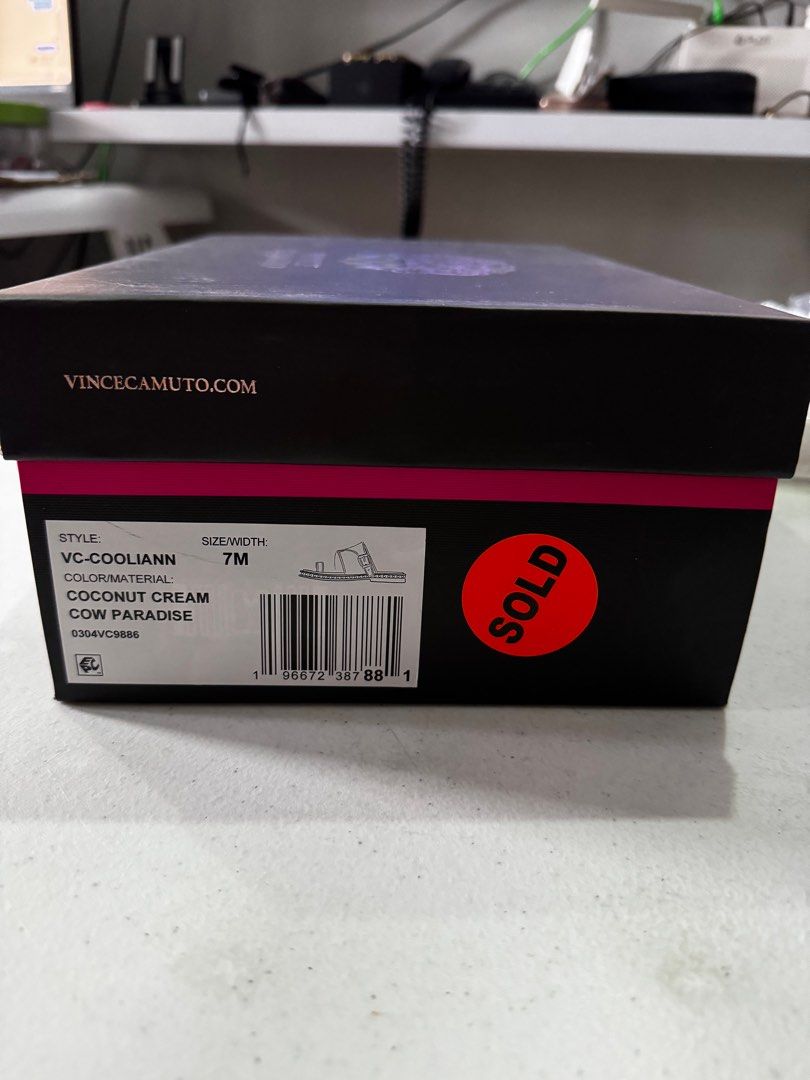 VINCECAMUTO.COM
STYLE: SIZE/WIDTH:
VC-COOLIANN 7M
COLOR/MATERIAL:
COCONUT CREAM
COW PARADISE
0304VC9886
1 96672 387 88 1
SOLD